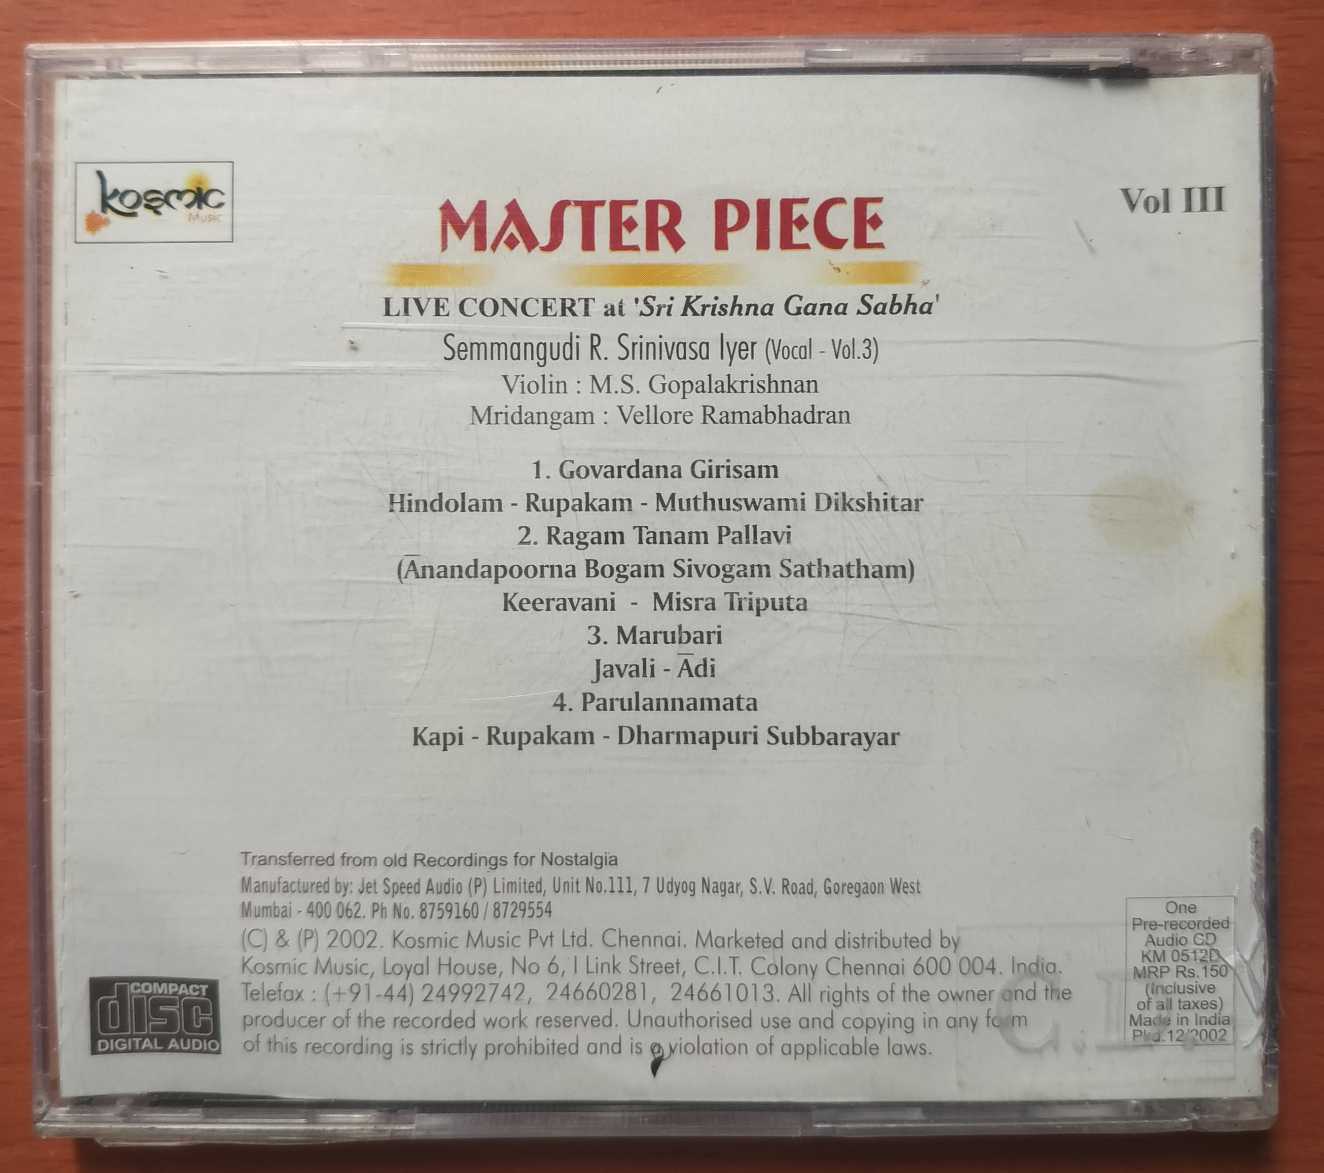 Kosmic
Music
MASTER PIECE
Vol III
LIVE CONCERT at 'Sri Krishna Gana Sabha'
Semmangudi R. Srinivasa Iyer (Vocal - Vol.3)
Violin : M.S. Gopalakrishnan
Mridangam : Vellore Ramabhadran
1. Govardana Girisam
Hindolam - Rupakam - Muthuswami Dikshitar
2. Ragam Tanam Pallavi
(Ānandapoorna Bogam Sivogam Sathatham)
Keeravani - Misra Triputa
3. Marubari
Javali - Ādi
4. Parulannamata
Kapi - Rupakam - Dharmapuri Subbarayar
Transferred from old Recordings for Nostalgia
Manufactured by: Jet Speed Audio (P) Limited, Unit No.111, 7 Udyog Nagar, S.V. Road, Goregaon West
Mumbai - 400 062. Ph No. 8759160 / 8729554
(C) & (P) 2002. Kosmic Music Pvt Ltd. Chennai. Marketed and distributed by
Kosmic Music, Loyal House, No 6, I Link Street, C.I.T. Colony Chennai 600 004. India.
Telefax : (+91-44) 24992742, 24660281, 24661013. All rights of the owner and the
producer of the recorded work reserved. Unauthorised use and copying in any form
of this recording is strictly prohibited and is a violation of applicable laws.
COMPACT
disc
DIGITAL AUDIO
One
Pre-recorded
Audio CD
KM 0512D
MRP Rs.150
(Inclusive
of all taxes)
Made in India
Pkd.12/2002